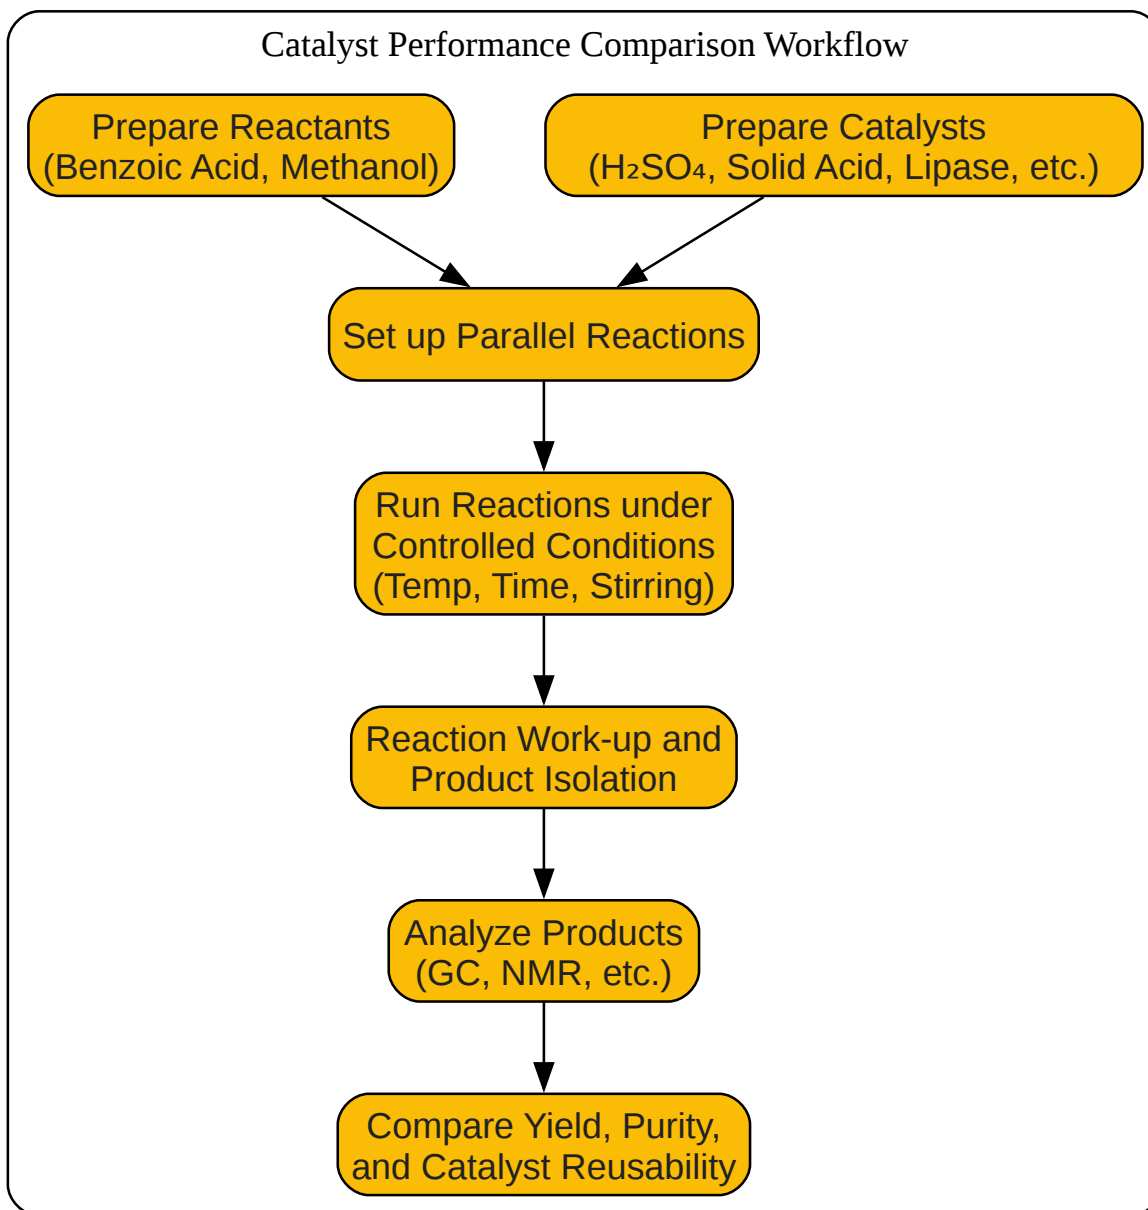 Catalyst Performance Comparison Workflow
Prepare Reactants
(Benzoic Acid, Methanol)
Prepare Catalysts
(H₂SO₄, Solid Acid, Lipase, etc.)
Set up Parallel Reactions
Run Reactions under
Controlled Conditions
(Temp, Time, Stirring)
Reaction Work-up and
Product Isolation
Analyze Products
(GC, NMR, etc.)
Compare Yield, Purity,
and Catalyst Reusability